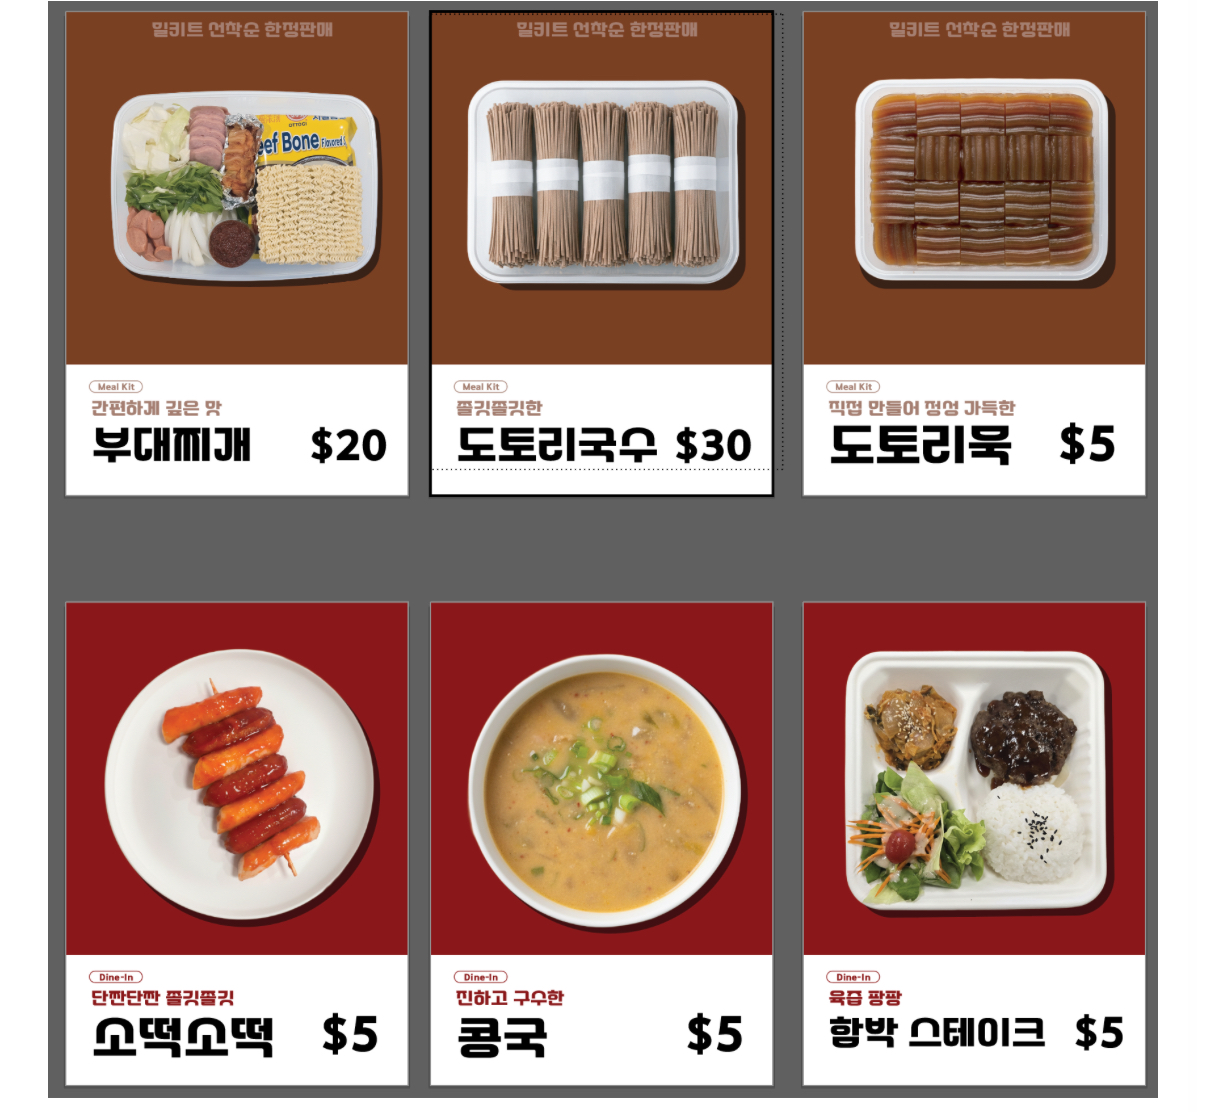 밀키트 선착순 한정판매
OTTOGI
Beef Bone Flavored
Meal Kit
간편하게 깊은 맛
부대찌개 $20
밀키트 선착순 한정판매
Meal Kit
쫄깃쫄깃한
도토리국수 $30
밀키트 선착순 한정판매
Meal Kit
직접 만들어 정성 가득한
도토리묵 $5
Dine-In
단짠단짠 쫄깃쫄깃
소떡소떡 $5
Dine-In
진하고 구수한
콩국 $5
Dine-In
육즙 팡팡
함박 스테이크 $5